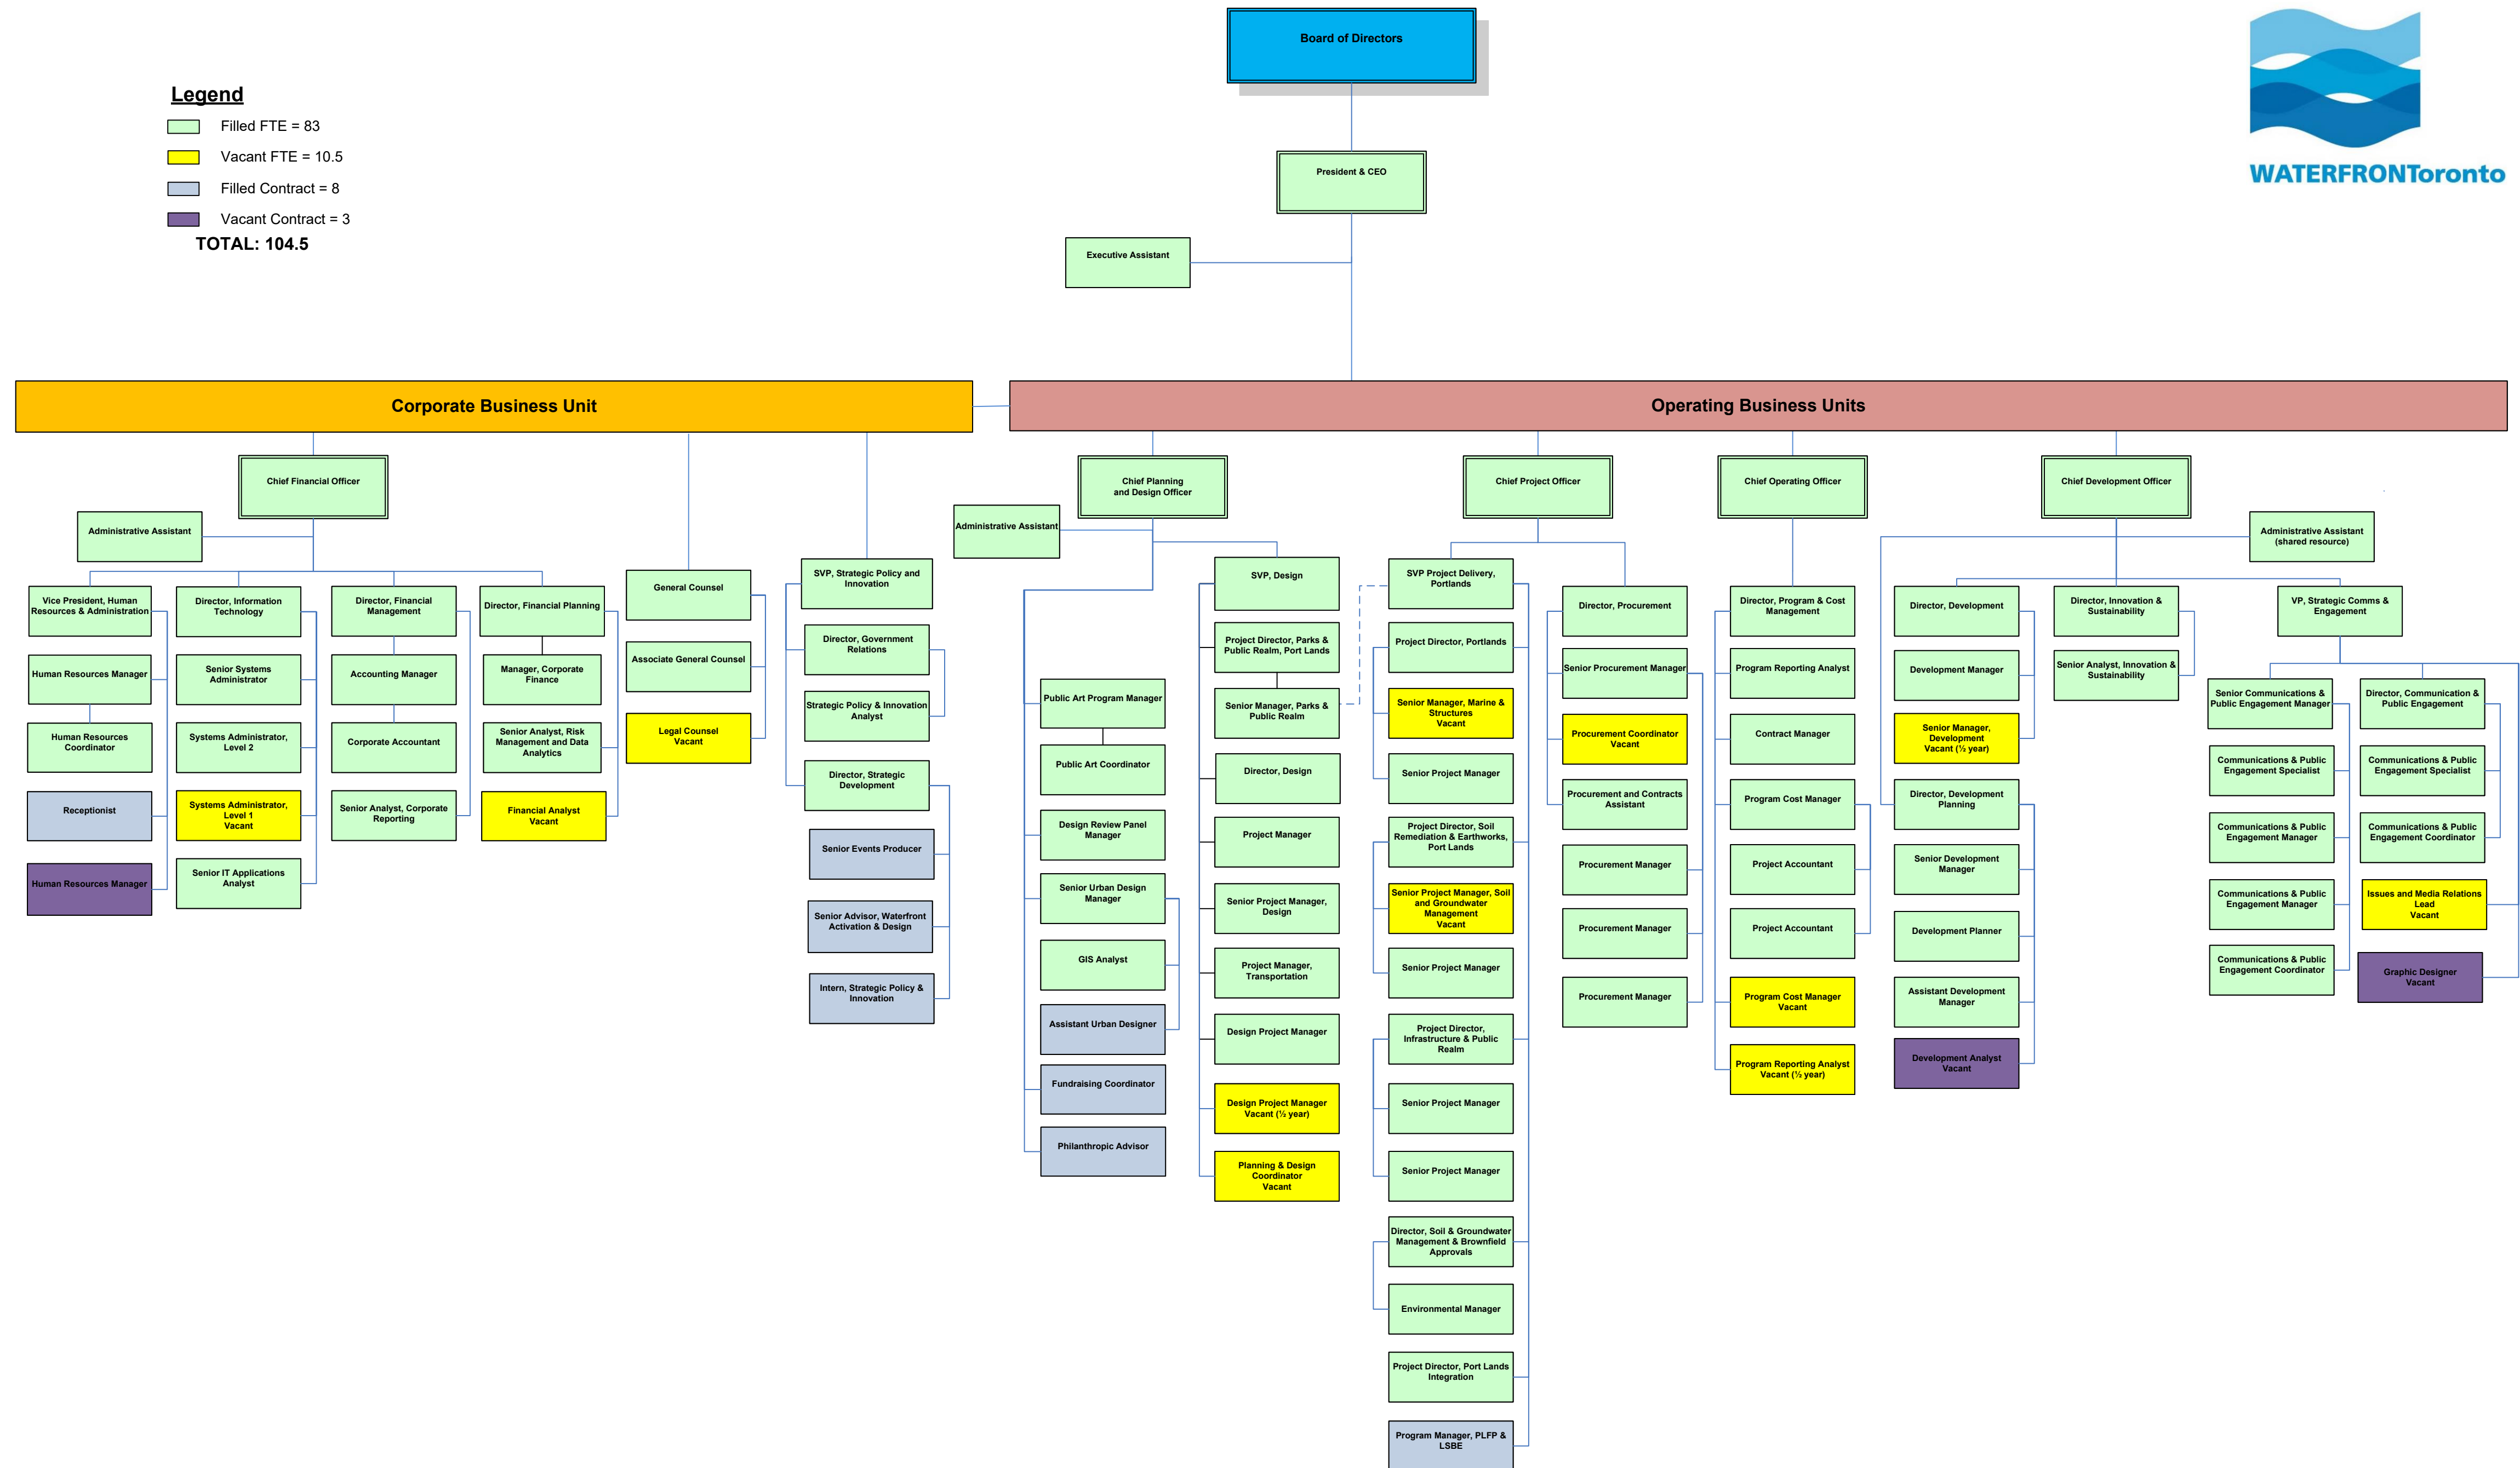 Board of Directors
WATERFRONToronto
Legend
Filled FTE = 83
Vacant FTE = 10.5
Filled Contract = 8
Vacant Contract = 3
TOTAL: 104.5
President & CEO
Executive Assistant
Corporate Business Unit
Operating Business Units
Chief Financial Officer
Administrative Assistant
Vice President, Human
Resources & Administration
Human Resources Manager
Human Resources
Coordinator
Receptionist
Human Resources Manager
Director, Information
Technology
Senior Systems
Administrator
Systems Administrator,
Level 2
Systems Administrator,
Level 1
Vacant
Senior IT Applications
Analyst
Director, Financial
Management
Accounting Manager
Corporate Accountant
Senior Analyst, Corporate
Reporting
Director, Financial Planning
Manager, Corporate
Finance
Senior Analyst, Risk
Management and Data
Analytics
Financial Analyst
Vacant
General Counsel
Associate General Counsel
Legal Counsel
Vacant
SVP, Strategic Policy and
Innovation
Director, Government
Relations
Strategic Policy & Innovation
Analyst
Director, Strategic
Development
Senior Events Producer
Senior Advisor, Waterfront
Activation & Design
Intern, Strategic Policy &
Innovation
Chief Planning
and Design Officer
Administrative Assistant
Public Art Program Manager
Public Art Coordinator
Design Review Panel
Manager
Senior Urban Design
Manager
GIS Analyst
Assistant Urban Designer
Fundraising Coordinator
Philanthropic Advisor
SVP, Design
Project Director, Parks &
Public Realm, Port Lands
Senior Manager, Parks &
Public Realm
Director, Design
Project Manager
Senior Project Manager,
Design
Project Manager,
Transportation
Design Project Manager
Design Project Manager
Vacant (½ year)
Planning & Design
Coordinator
Vacant
Chief Project Officer
SVP Project Delivery,
Portlands
Project Director, Portlands
Senior Manager, Marine &
Structures
Vacant
Senior Project Manager
Project Director, Soil
Remediation & Earthworks,
Port Lands
Senior Project Manager, Soil
and Groundwater
Management
Vacant
Senior Project Manager
Project Director,
Infrastructure & Public
Realm
Senior Project Manager
Senior Project Manager
Director, Soil & Groundwater
Management & Brownfield
Approvals
Environmental Manager
Project Director, Port Lands
Integration
Program Manager, PLFP &
LSBE
Director, Procurement
Senior Procurement Manager
Procurement Coordinator
Vacant
Procurement and Contracts
Assistant
Procurement Manager
Procurement Manager
Procurement Manager
Chief Operating Officer
Director, Program & Cost
Management
Program Reporting Analyst
Contract Manager
Program Cost Manager
Project Accountant
Project Accountant
Program Cost Manager
Vacant
Program Reporting Analyst
Vacant (½ year)
Chief Development Officer
Administrative Assistant
(shared resource)
Director, Development
Development Manager
Senior Manager,
Development
Vacant (½ year)
Director, Development
Planning
Senior Development
Manager
Development Planner
Assistant Development
Manager
Development Analyst
Vacant
Director, Innovation &
Sustainability
Senior Analyst, Innovation &
Sustainability
VP, Strategic Comms &
Engagement
Senior Communications &
Public Engagement Manager
Communications & Public
Engagement Specialist
Communications & Public
Engagement Manager
Communications & Public
Engagement Manager
Communications & Public
Engagement Coordinator
Director, Communication &
Public Engagement
Communications & Public
Engagement Specialist
Communications & Public
Engagement Coordinator
Issues and Media Relations
Lead
Vacant
Graphic Designer
Vacant